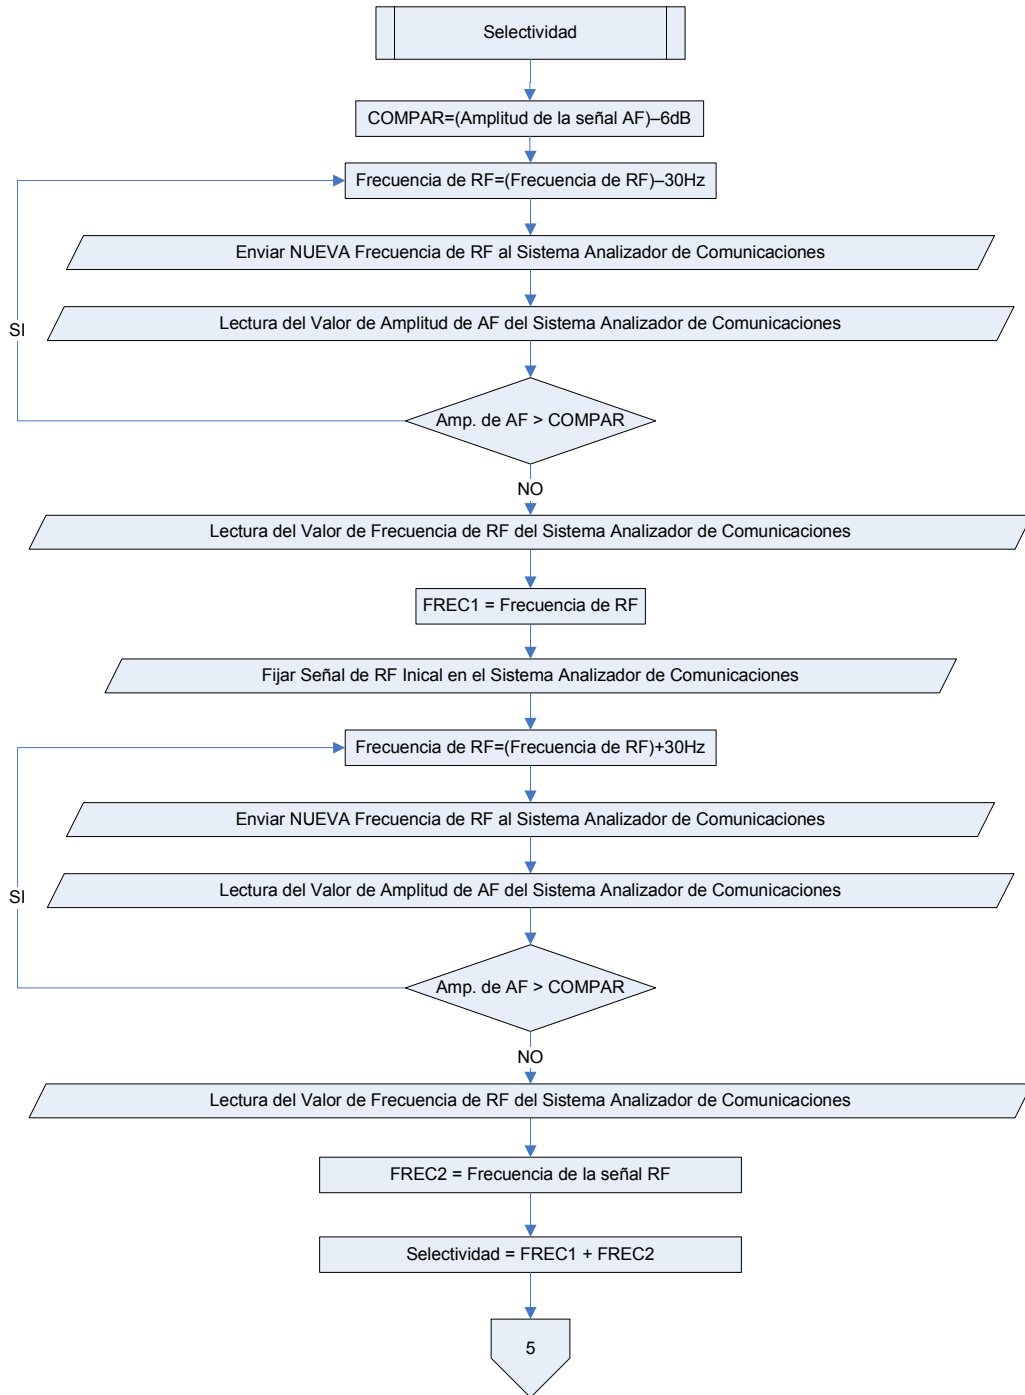 Selectividad
COMPAR=(Amplitud de la señal AF)–6dB
Frecuencia de RF=(Frecuencia de RF)–30Hz
Enviar NUEVA Frecuencia de RF al Sistema Analizador de Comunicaciones
Lectura del Valor de Amplitud de AF del Sistema Analizador de Comunicaciones
SI
Amp. de AF > COMPAR
NO
Lectura del Valor de Frecuencia de RF del Sistema Analizador de Comunicaciones
FREC1 = Frecuencia de RF
Fijar Señal de RF Inical en el Sistema Analizador de Comunicaciones
Frecuencia de RF=(Frecuencia de RF)+30Hz
Enviar NUEVA Frecuencia de RF al Sistema Analizador de Comunicaciones
Lectura del Valor de Amplitud de AF del Sistema Analizador de Comunicaciones
SI
Amp. de AF > COMPAR
NO
Lectura del Valor de Frecuencia de RF del Sistema Analizador de Comunicaciones
FREC2 = Frecuencia de la señal RF
Selectividad = FREC1 + FREC2
5